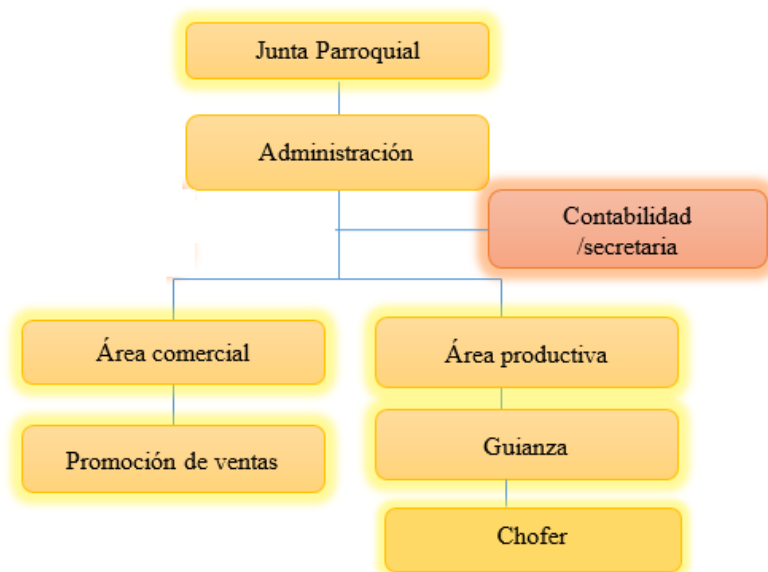 Junta Parroquial
Administración
Contabilidad
/secretaria
Área comercial
Área productiva
Promoción de ventas
Guianza
Chofer